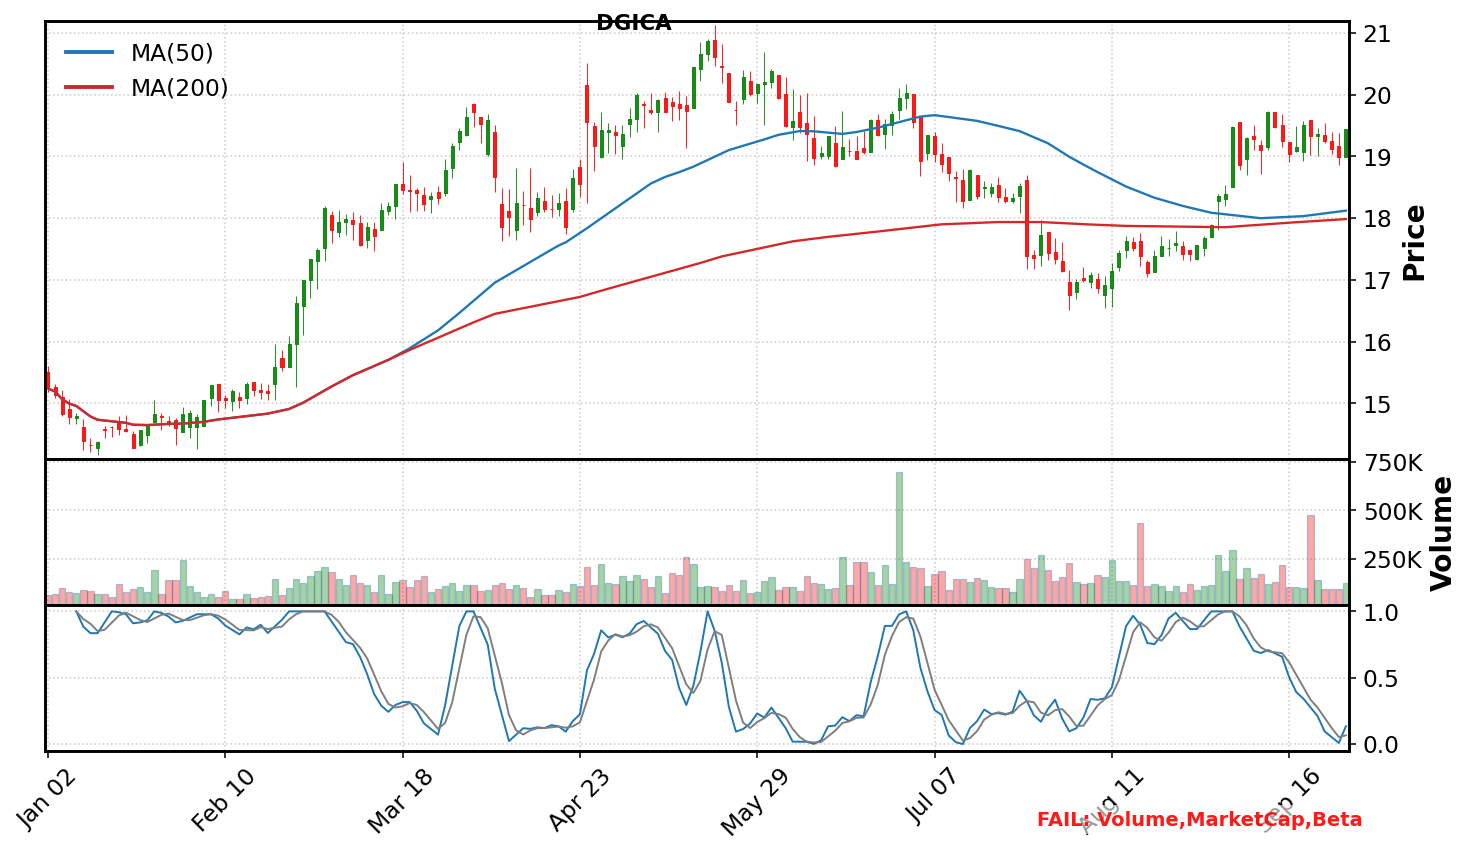 DGICA
MA(50)
MA(200)
21
20
19
18
17
16
15
Price
750K
500K
250K
Volume
1.0
0.5
0.0
Jan 02
Feb 10
Mar 18
Apr 23
May 29
Jul 07
Aug 11
Sep 16
FAIL: Volume,MarketCap,Beta